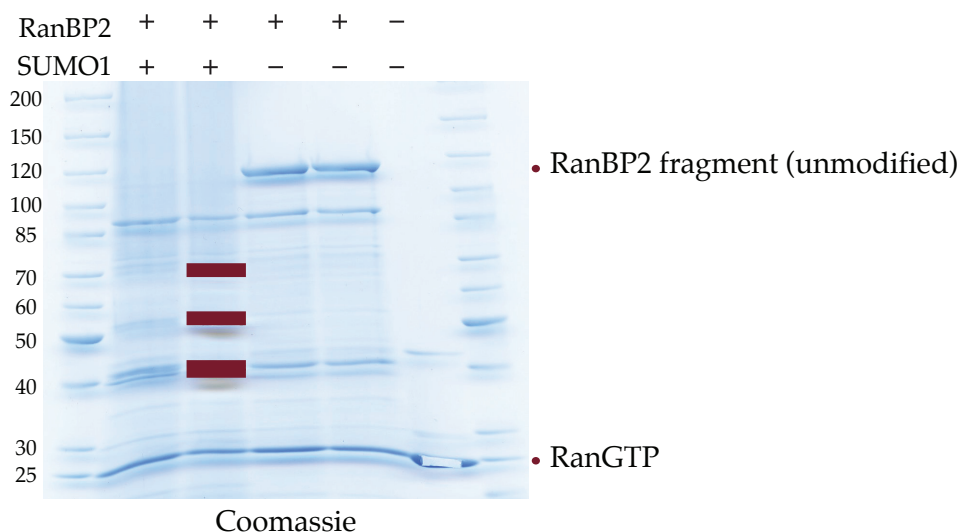 RanBP2 + + + + −
SUMO1 + + − − −
200
150
120 RanBP2 fragment (unmodified)
100
85
70
60
50
40
30 RanGTP
25
Coomassie